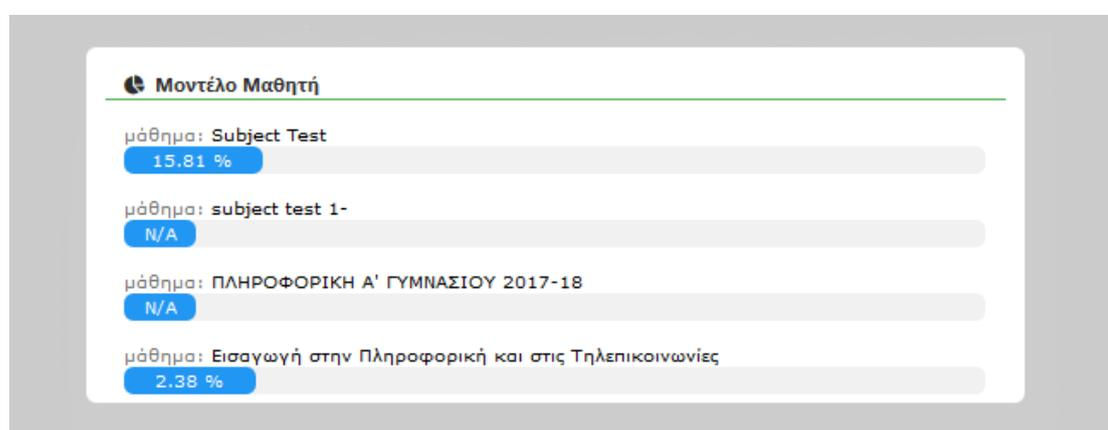 Μοντέλο Μαθητή
μάθημα: Subject Test
15.81 %
μάθημα: subject test 1-
N/A
μάθημα: ΠΛΗΡΟΦΟΡΙΚΗ Α' ΓΥΜΝΑΣΙΟΥ 2017-18
N/A
μάθημα: Εισαγωγή στην Πληροφορική και στις Τηλεπικοινωνίες
2.38 %